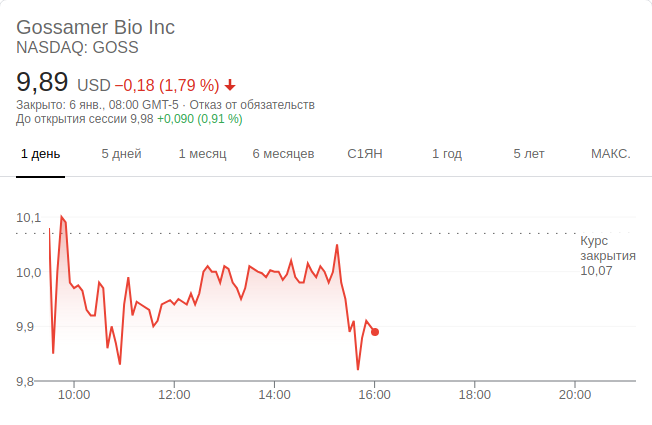 Gossamer Bio Inc
NASDAQ: GOSS
9,89 USD −0,18 (1,79 %)
Закрыто: 6 янв., 08:00 GMT-5 · Отказ от обязательств
До открытия сессии 9,98 +0,090 (0,91 %)
1 день 5 дней 1 месяц 6 месяцев С1ЯН 1 год 5 лет МАКС.
10,1
Курс
закрытия
10,07
10,0
9,9
9,8
10:00 12:00 14:00 16:00 18:00 20:00